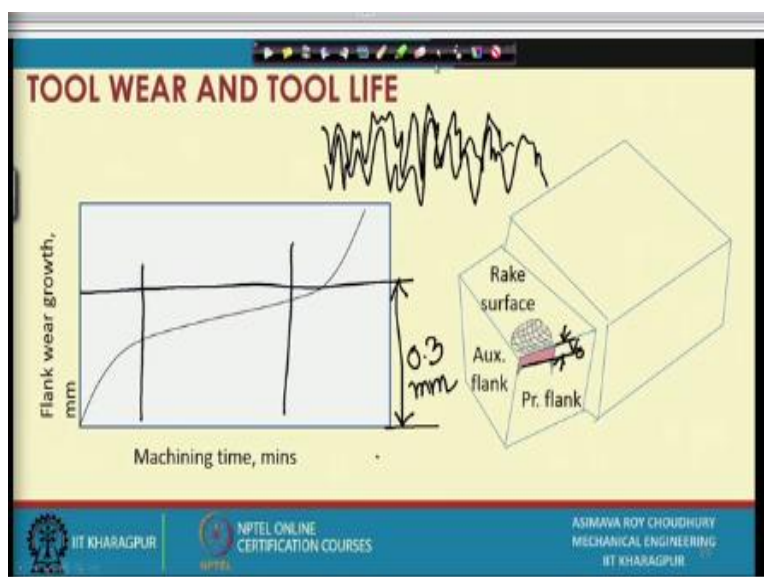 TOOL WEAR AND TOOL LIFE
Flank wear growth,
mm
Machining time, mins
0.3
mm
Rake
surface
Aux.
flank
Pr. flank
IIT KHARAGPUR
NPTEL
NPTEL ONLINE
CERTIFICATION COURSES
ASIMAVA ROY CHOUDHURY
MECHANICAL ENGINEERING
IIT KHARAGPUR